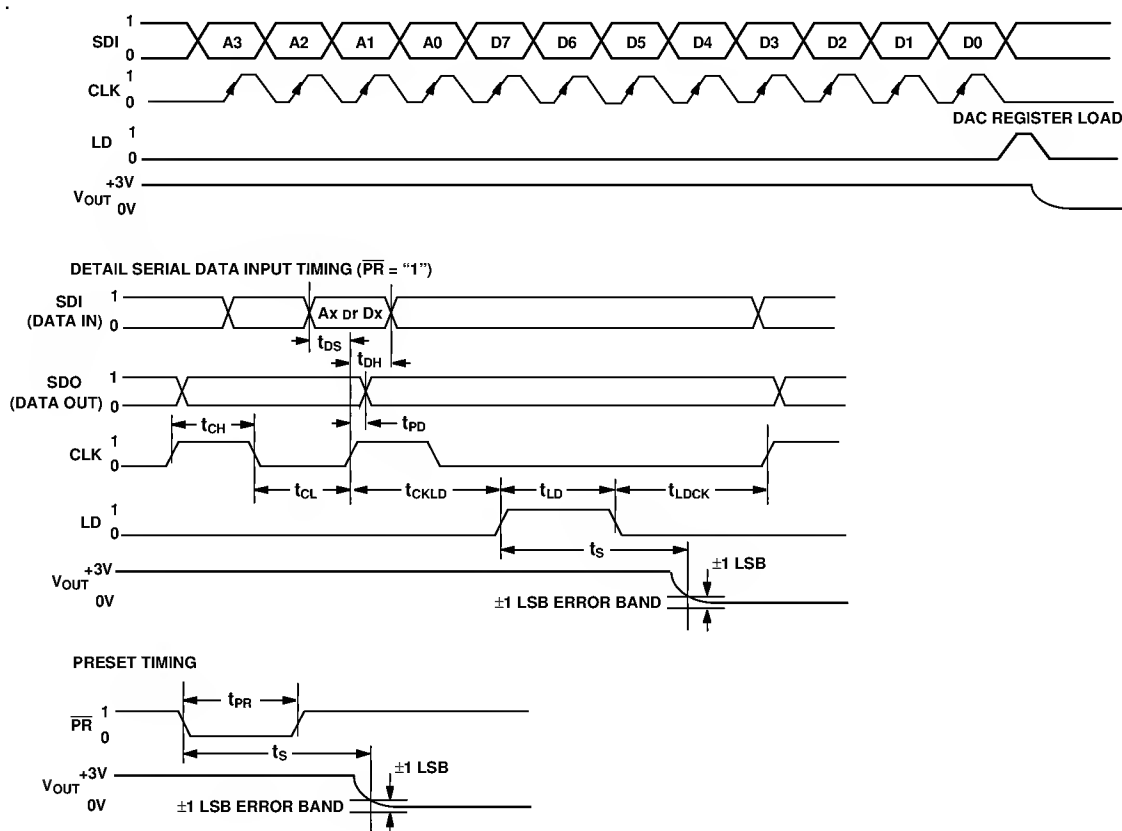 .
SDI 1 0 A3 A2 A1 A0 D7 D6 D5 D4 D3 D2 D1 D0
CLK 1 0
DAC REGISTER LOAD
LD 1 0
VOUT +3V 0V
DETAIL SERIAL DATA INPUT TIMING (PR = “1”)
SDI (DATA IN) 1 0 Ax or Dx
tDS
tDH
SDO (DATA OUT) 1 0
tCH tPD
CLK 1 0
tCL tCKLD tLD tLDCK
LD 1 0
tS
VOUT +3V 0V
±1 LSB
±1 LSB ERROR BAND
PRESET TIMING
tPR
PR 1 0
tS
VOUT +3V 0V
±1 LSB
±1 LSB ERROR BAND